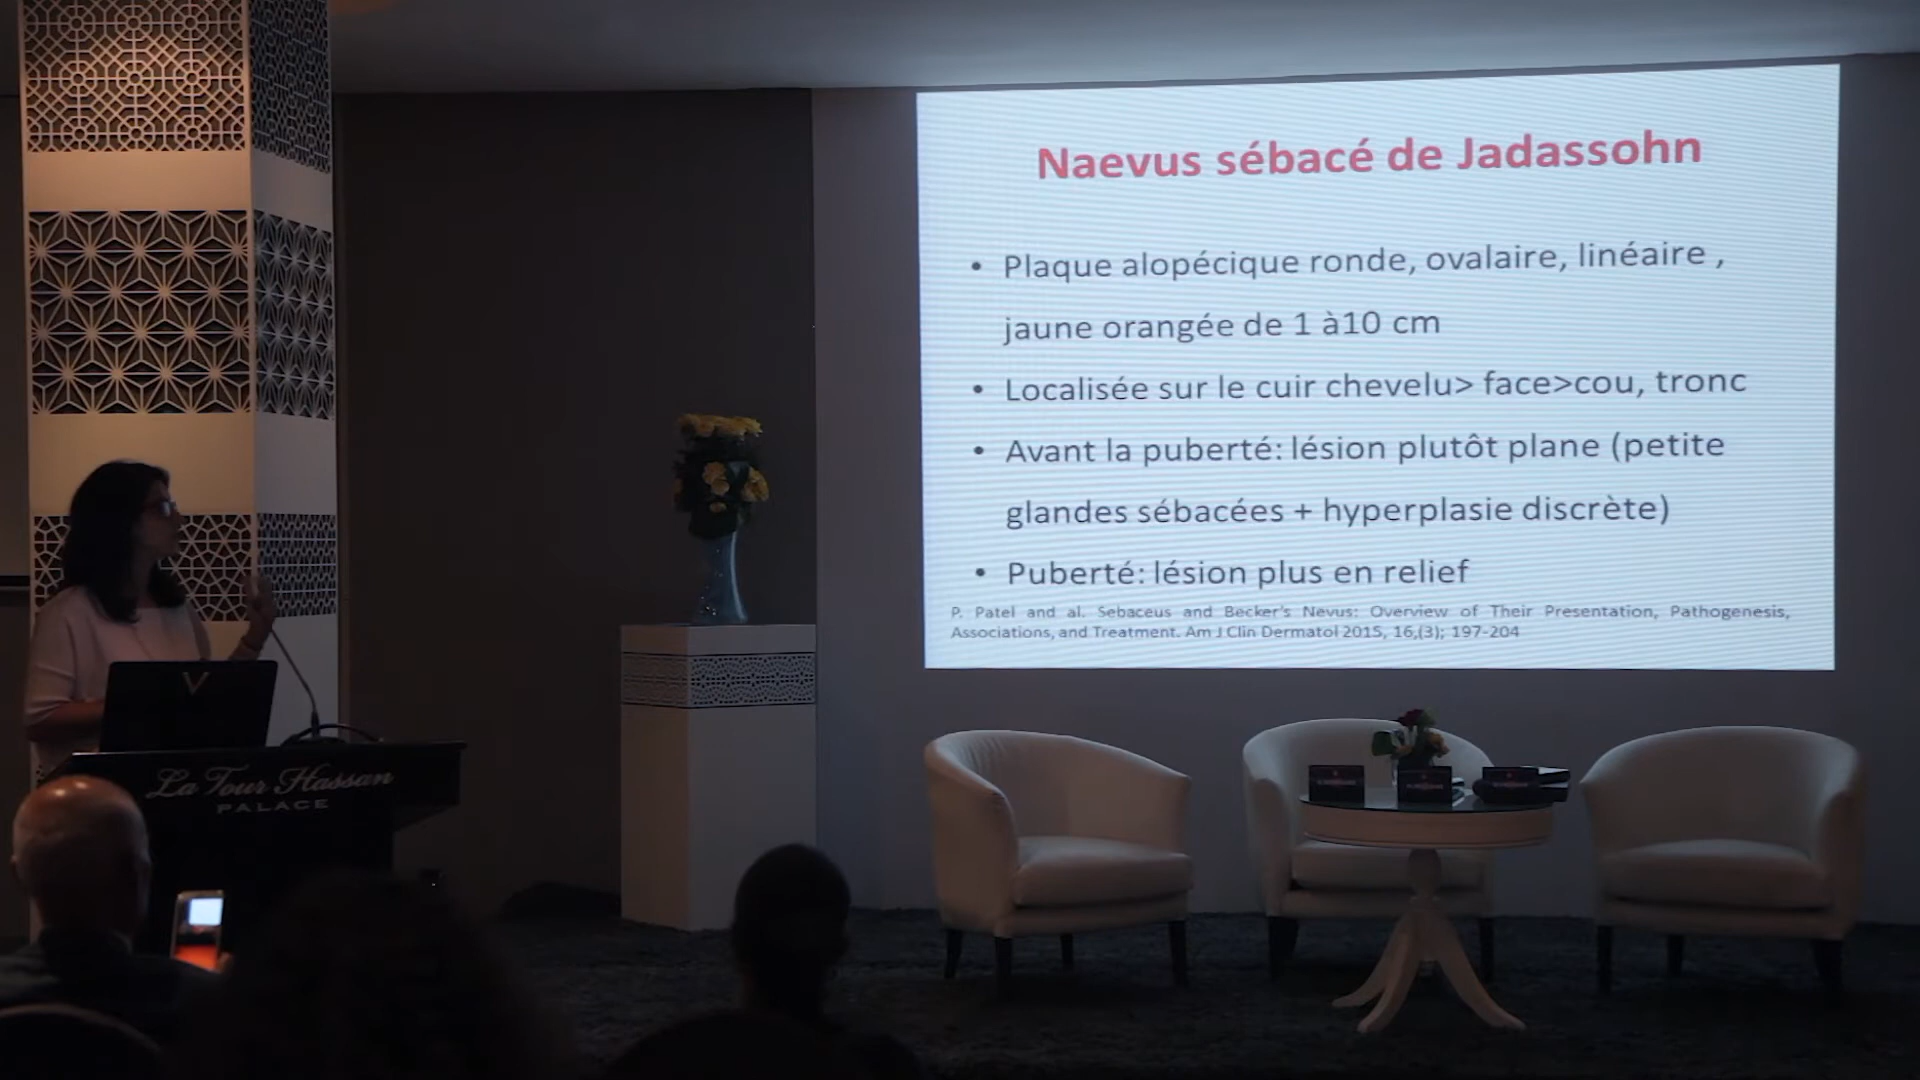 Naevus sébacé de Jadassohn
• Plaque alopécique ronde, ovalaire, linéaire ,
jaune orangée de 1 à10 cm
• Localisée sur le cuir chevelu> face>cou, tronc
• Avant la puberté: lésion plutôt plane (petite
glandes sébacées + hyperplasie discrète)
• Puberté: lésion plus en relief
P. Patel and al. Sebaceus and Becker's Nevus: Overview of Their Presentation, Pathogenesis,
Associations, and Treatment. Am J Clin Dermatol 2015, 16,(3); 197-204
V
La Tour Hassan
PALACE